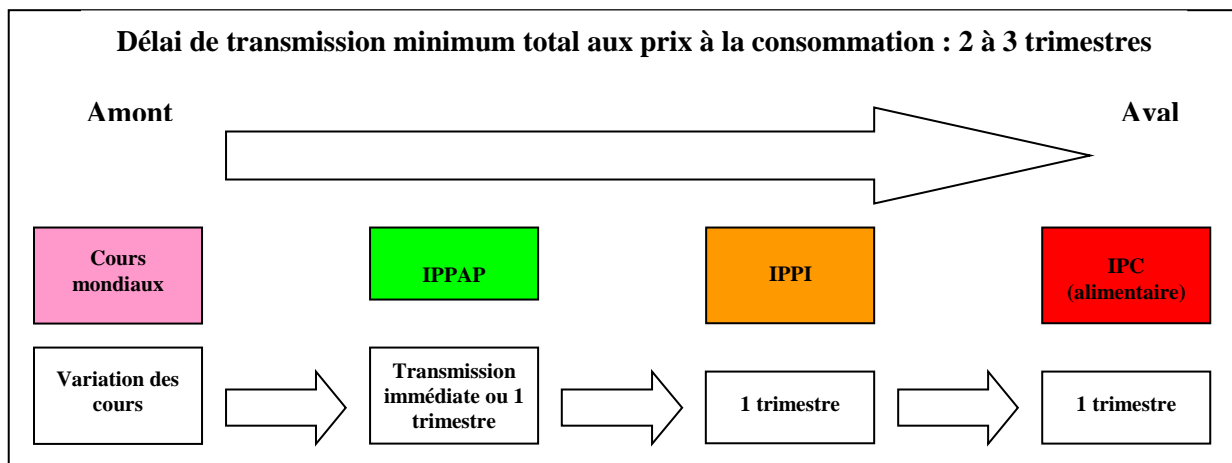 Délai de transmission minimum total aux prix à la consommation : 2 à 3 trimestres
Amont
Aval
Cours
mondiaux
IPPAP
IPPI
IPC
(alimentaire)
Variation des
cours
Transmission
immédiate ou 1
trimestre
1 trimestre
1 trimestre